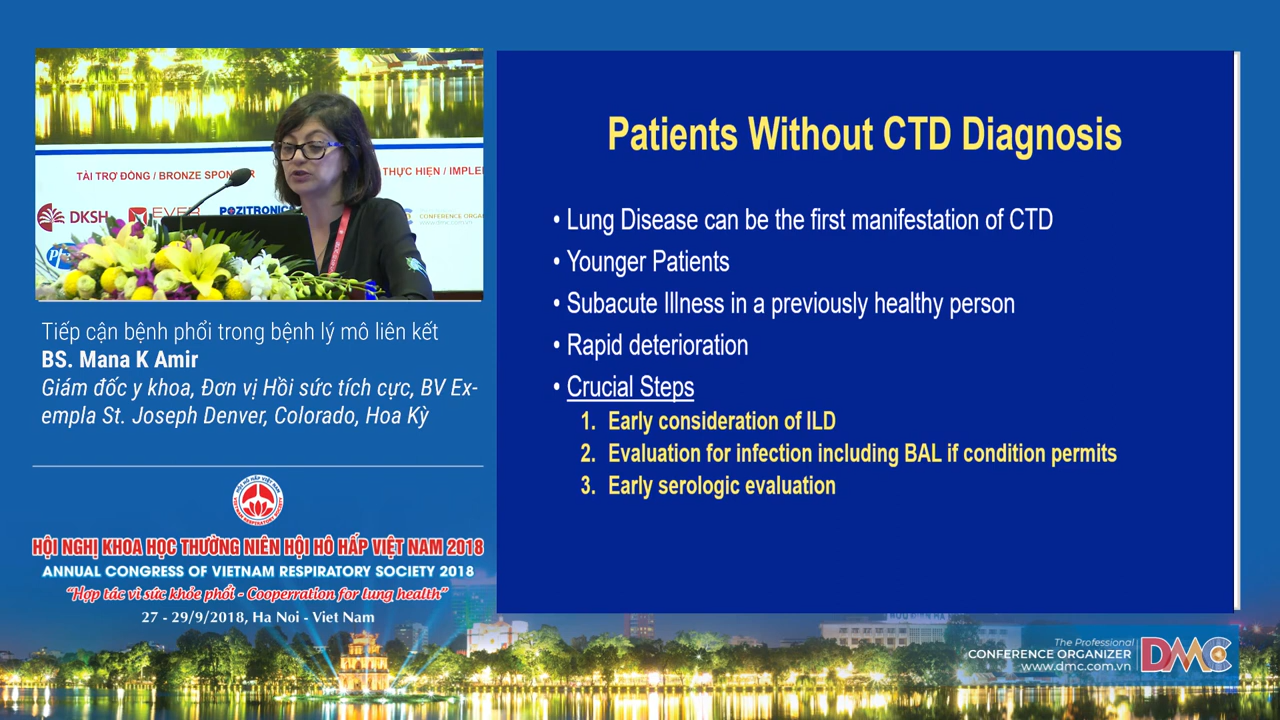 TÀI TRỢ ĐỒNG / BRONZE SPONSOR
THỰC HIỆN / IMPLE
DKSH
EVER
POZITRONICS
CONFERENCE ORGA
Tiếp cận bệnh phổi trong bệnh lý mô liên kết
BS. Mana K Amir
Giám đốc y khoa, Đơn vị Hồi sức tích cực, BV Ex-
empla St. Joseph Denver, Colorado, Hoa Kỳ
HỘI HÔ HẤP VIỆT NAM
HỘI NGHỊ KHOA HỌC THƯỜNG NIÊN HỘI HÔ HẤP VIỆT NAM 2018
ANNUAL CONGRESS OF VIETNAM RESPIRATORY SOCIETY 2018
“Hợp tác vì sức khỏe phổi - Cooperration for lung health”
27 - 29/9/2018, Ha Noi - Viet Nam
Patients Without CTD Diagnosis
• Lung Disease can be the first manifestation of CTD
• Younger Patients
• Subacute Illness in a previously healthy person
• Rapid deterioration
• Crucial Steps
1. Early consideration of ILD
2. Evaluation for infection including BAL if condition permits
3. Early serologic evaluation
The Professional
CONFERENCE ORGANIZER
www.dmc.com.vn
DMC